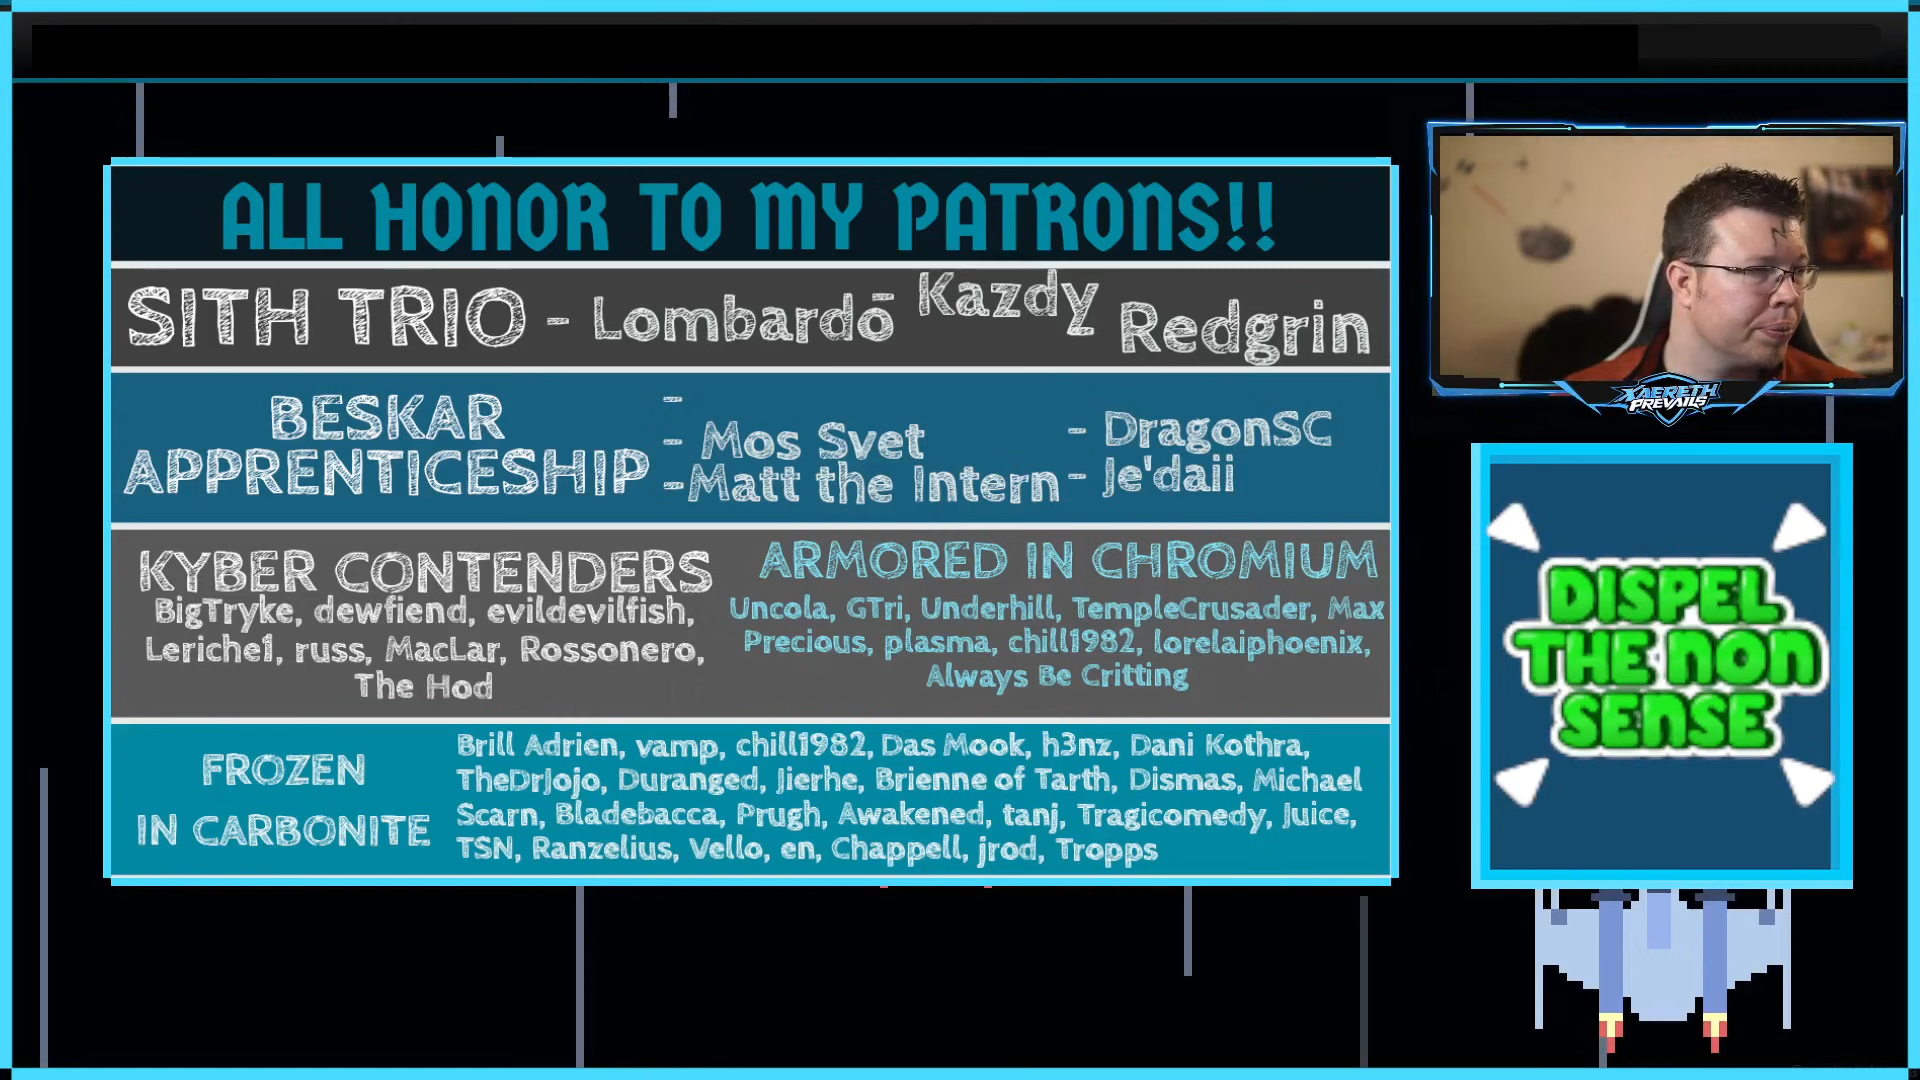 ALL HONOR TO MY PATRONS!!
SITH TRIO - Lombardo - Kazdy Redgrin
BESKAR
APPRENTICESHIP
-
- Mos Svet
-Matt the Intern
- DragonSC
- Je'daii
KYBER CONTENDERS
BigTryke, dewfiend, evildevilfish,
Leriche1, russ, MacLar, Rossonero,
The Hod
ARMORED IN CHROMIUM
Uncola, GTri, Underhill, TempleCrusader, Max
Precious, plasma, chill1982, lorelaiphoenix,
Always Be Critting
FROZEN
IN CARBONITE
Brill Adrien, vamp, chill1982, Das Mook, h3nz, Dani Kothra,
TheDrJojo, Duranged, Jierhe, Brienne of Tarth, Dismas, Michael
Scarn, Bladebacca, Prugh, Awakened, tanj, Tragicomedy, Juice,
TSN, Ranzelius, Vello, en, Chappell, jrod, Tropps
XAERETH
PREVAILS
DISPEL
THE NON
SENSE